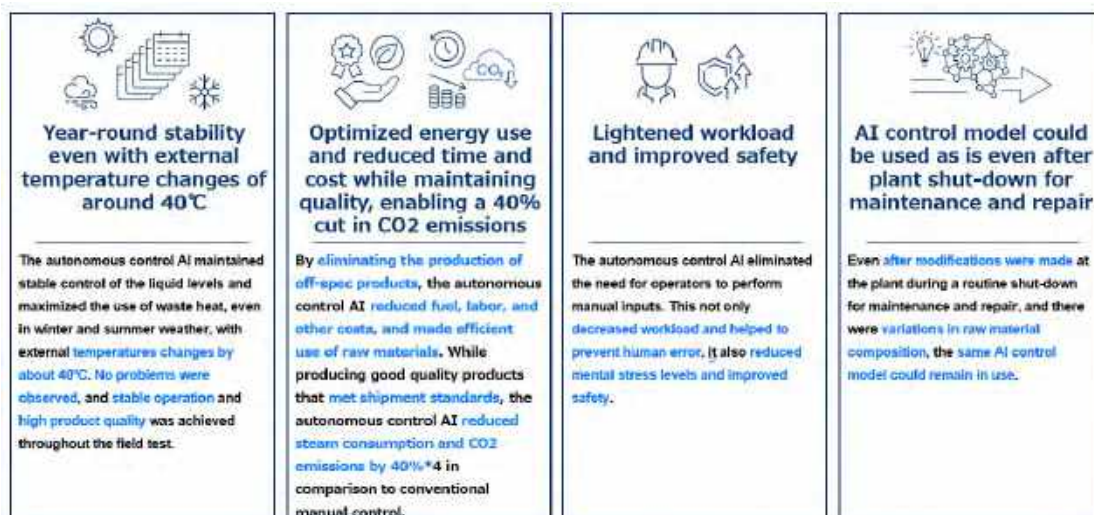 CO₂
Year-round stability
even with external
temperature changes of
around 40℃
The autonomous control AI maintained
stable control of the liquid levels and
maximized the use of waste heat, even
in winter and summer weather, with
external temperatures changes by
about 40℃. No problems were
observed, and stable operation and
high product quality was achieved
throughout the field test.
Optimized energy use
and reduced time and
cost while maintaining
quality, enabling a 40%
cut in CO2 emissions
By eliminating the production of
off-spec products, the autonomous
control AI reduced fuel, labor, and
other costs, and made efficient
use of raw materials. While
producing good quality products
that met shipment standards, the
autonomous control AI reduced
steam consumption and CO2
emissions by 40%*4 in
comparison to conventional
manual control.
Lightened workload
and improved safety
The autonomous control AI eliminated
the need for operators to perform
manual inputs. This not only
decreased workload and helped to
prevent human error, it also reduced
mental stress levels and improved
safety.
AI control model could
be used as is even after
plant shut-down for
maintenance and repair
Even after modifications were made at
the plant during a routine shut-down
for maintenance and repair, and there
were variations in raw material
composition, the same AI control
model could remain in use.